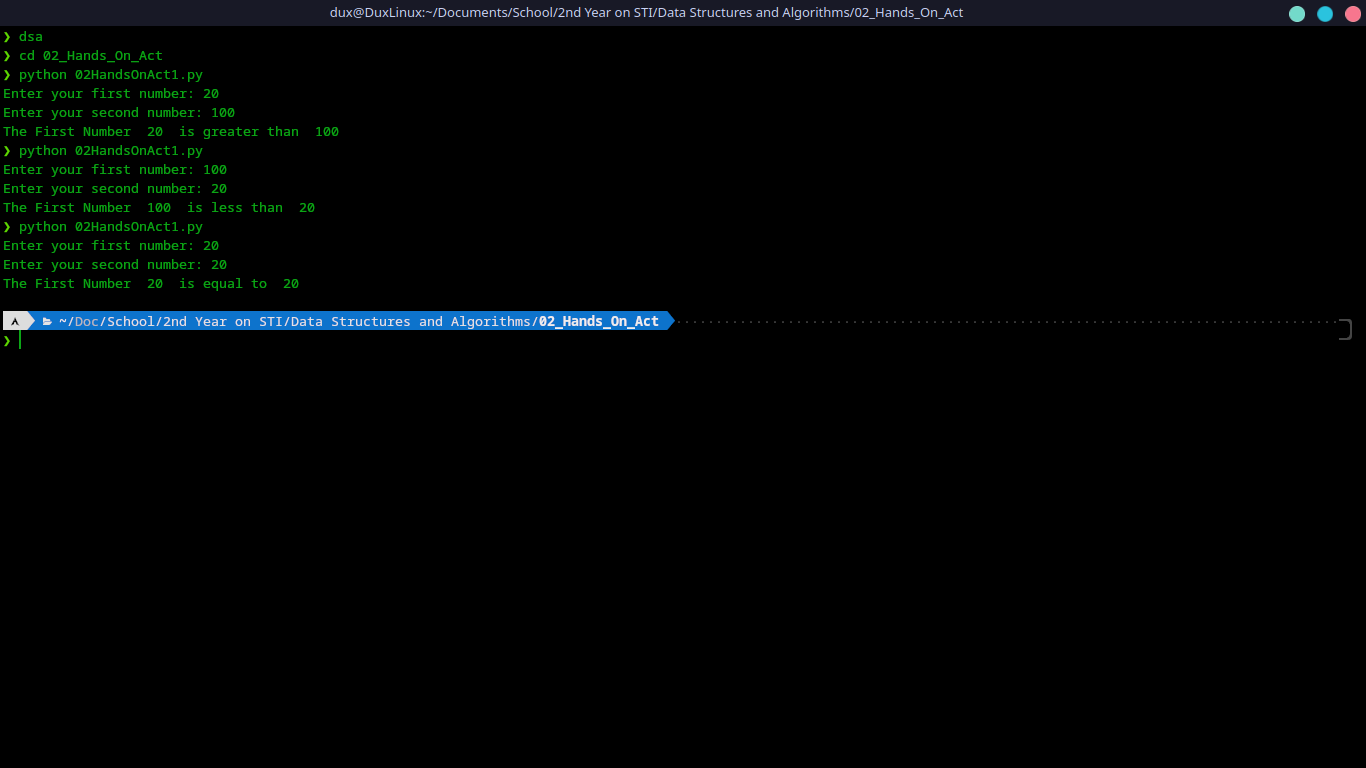 dux@DuxLinux:~/Documents/School/2nd Year on STI/Data Structures and Algorithms/02_Hands_On_Act
❯ dsa
❯ cd 02_Hands_On_Act
❯ python 02HandsOnAct1.py
Enter your first number: 20
Enter your second number: 100
The First Number  20  is greater than  100
❯ python 02HandsOnAct1.py
Enter your first number: 100
Enter your second number: 20
The First Number  100  is less than  20
❯ python 02HandsOnAct1.py
Enter your first number: 20
Enter your second number: 20
The First Number  20  is equal to  20
~/Doc/School/2nd Year on STI/Data Structures and Algorithms/02_Hands_On_Act
❯